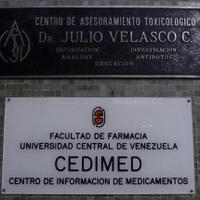 CENTRO DE ASESORAMIENTO TOXICOLOGICO
DR. JULIO VELASCO C.
INFORMACION INVESTIGACION
ANALISIS ANTIDOTOS
EDUCACION
FACULTAD DE FARMACIA
UNIVERSIDAD CENTRAL DE VENEZUELA
CEDIMED
CENTRO DE INFORMACION DE MEDICAMENTOS